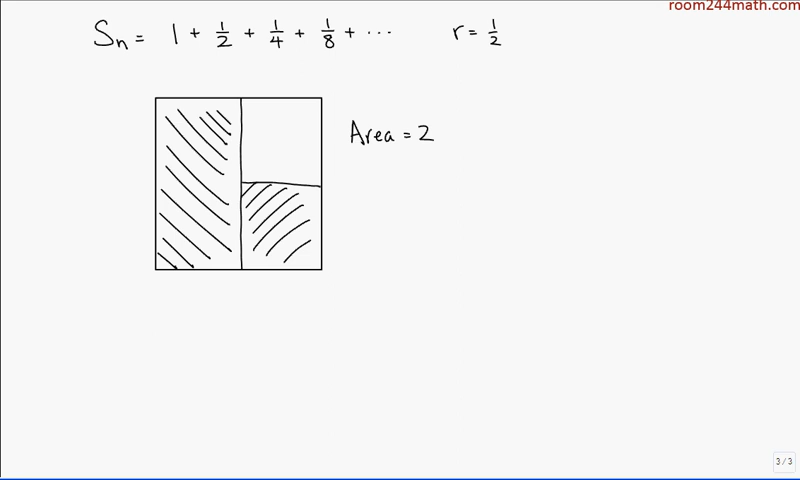 room244math.com
Sn = 1 + 1/2 + 1/4 + 1/8 + ··· r = 1/2
Area = 2
3 / 3